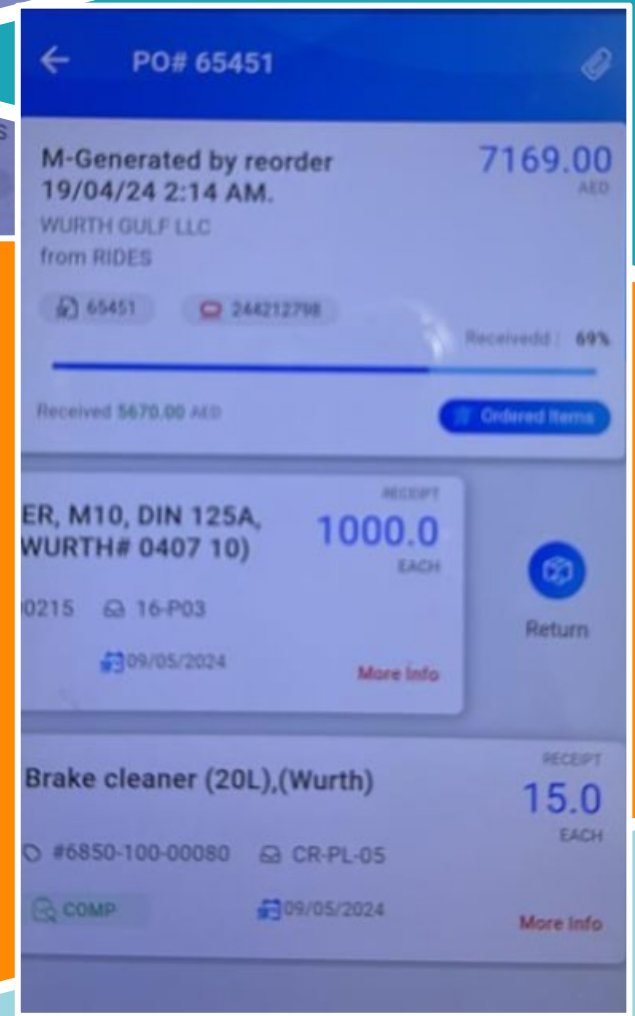 PO# 65451
M-Generated by reorder
19/04/24 2:14 AM.
7169.00
AED
WURTH GULF LLC
from RIDES
65451
244212798
Receivedd : 69%
Received 5670.00 AED
Ordered Items
ER, M10, DIN 125A,
WURTH# 0407 10)
RECEIPT
1000.0
EACH
0215
16-P03
09/05/2024
More Info
Return
Brake cleaner (20L),(Wurth)
RECEIPT
15.0
EACH
#6850-100-00080
CR-PL-05
COMP
09/05/2024
More Info
S